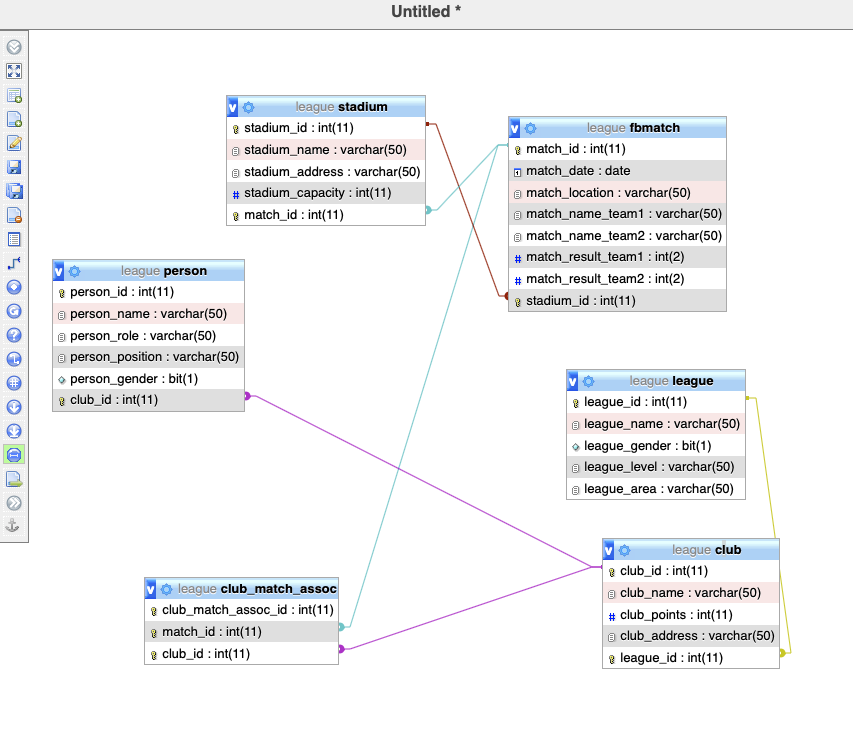 Untitled *
league stadium
stadium_id : int(11)
stadium_name : varchar(50)
stadium_address : varchar(50)
stadium_capacity : int(11)
match_id : int(11)
league fbmatch
match_id : int(11)
match_date : date
match_location : varchar(50)
match_name_team1 : varchar(50)
match_name_team2 : varchar(50)
match_result_team1 : int(2)
match_result_team2 : int(2)
stadium_id : int(11)
league person
person_id : int(11)
person_name : varchar(50)
person_role : varchar(50)
person_position : varchar(50)
person_gender : bit(1)
club_id : int(11)
league league
league_id : int(11)
league_name : varchar(50)
league_gender : bit(1)
league_level : varchar(50)
league_area : varchar(50)
league club
club_id : int(11)
club_name : varchar(50)
club_points : int(11)
club_address : varchar(50)
league_id : int(11)
league club_match_assoc
club_match_assoc_id : int(11)
match_id : int(11)
club_id : int(11)